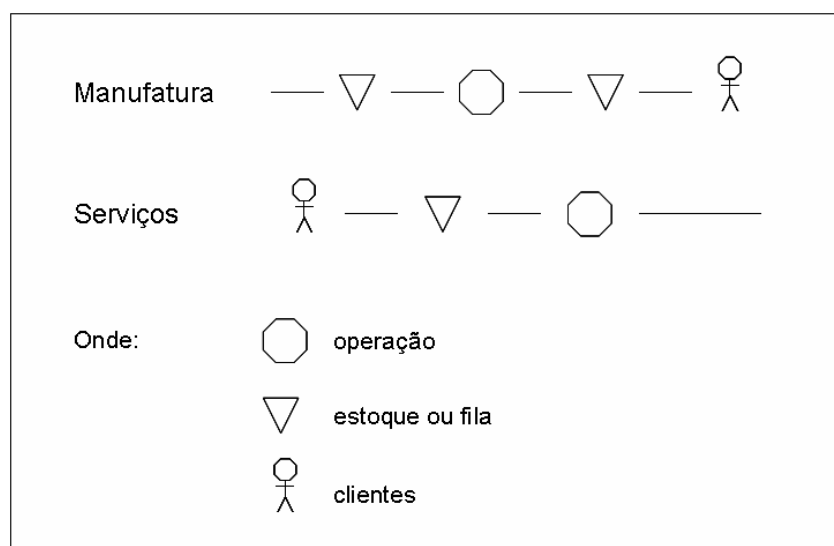 Manufatura
Serviços
Onde:
operação
estoque ou fila
clientes